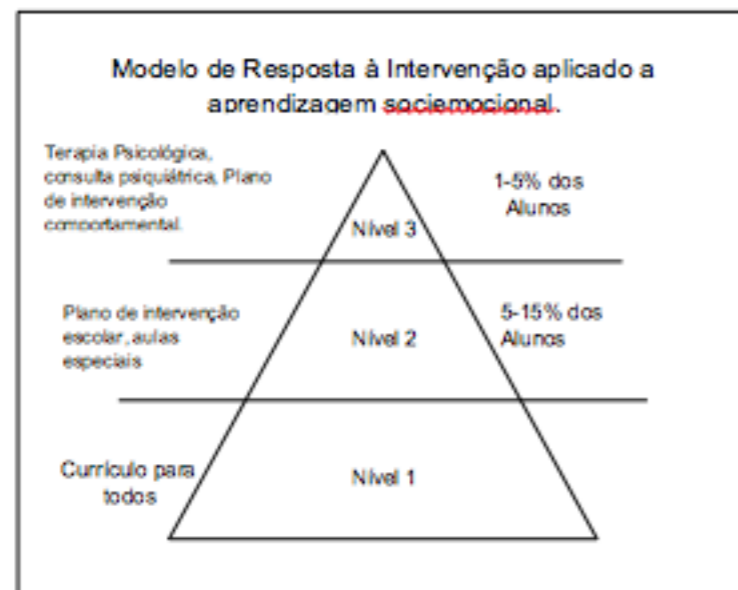 Modelo de Resposta à Intervenção aplicado a
aprendizagem sociemocional.
Terapia Psicológica,
consulta psiquiátrica, Plano
de intervenção
comportamental.
1-5% dos
Alunos
Nível 3
Plano de intervenção
escolar, aulas
especiais
5-15% dos
Alunos
Nível 2
Currículo para
todos
Nível 1